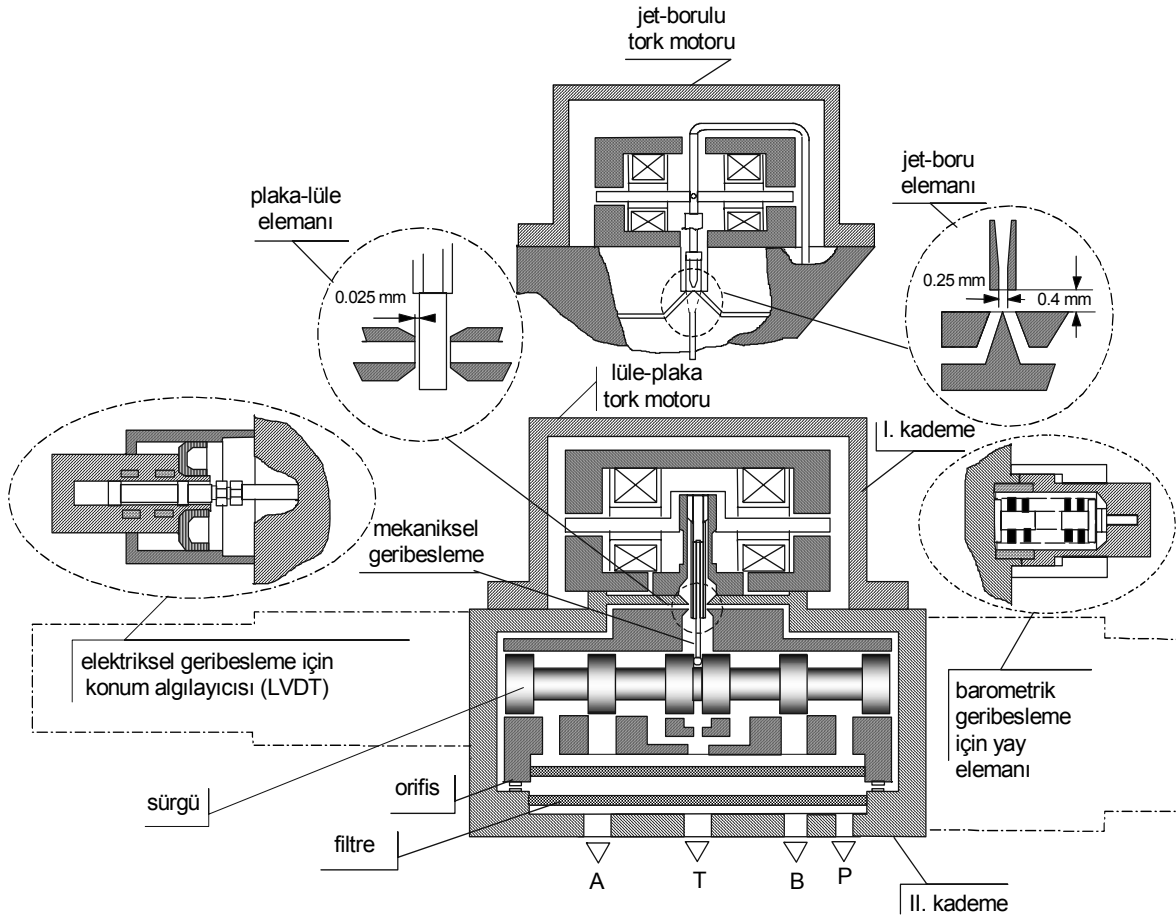 jet-borulu
tork motoru
plaka-lüle
elemanı
jet-boru
elemanı
0.025 mm
0.25 mm
0.4 mm
lüle-plaka
tork motoru
I. kademe
mekaniksel
geribesleme
elektriksel geribesleme için
konum algılayıcısı (LVDT)
barometrik
geribesleme
için yay
elemanı
sürgü
orifis
filtre
A
T
B
P
II. kademe